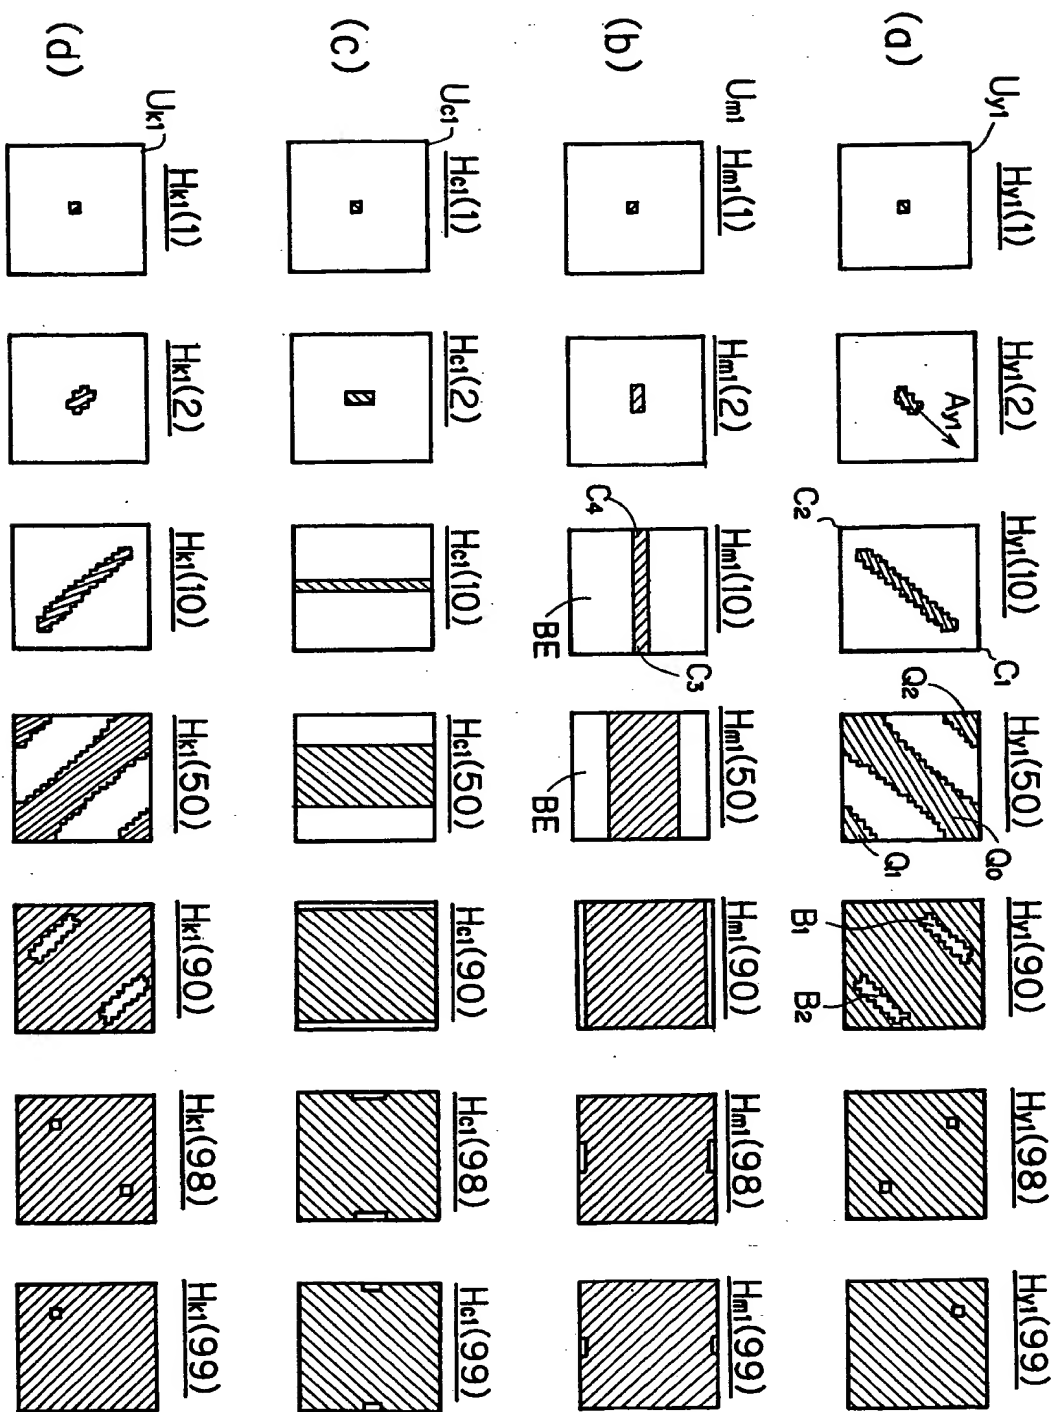 (a)
Uy1
Hy1(1)
Hy1(2)
Ay1
Hy1(10)
C2
C1
Hy1(50)
Q2
Q0
Q1
Hy1(90)
B1
B2
Hy1(98)
Hy1(99)
(b)
Um1
Hm1(1)
Hm1(2)
Hm1(10)
C4
C3
BE
Hm1(50)
BE
Hm1(90)
Hm1(98)
Hm1(99)
(c)
Uc1
Hc1(1)
Hc1(2)
Hc1(10)
Hc1(50)
Hc1(90)
Hc1(98)
Hc1(99)
(d)
Uk1
Hk1(1)
Hk1(2)
Hk1(10)
Hk1(50)
Hk1(90)
Hk1(98)
Hk1(99)